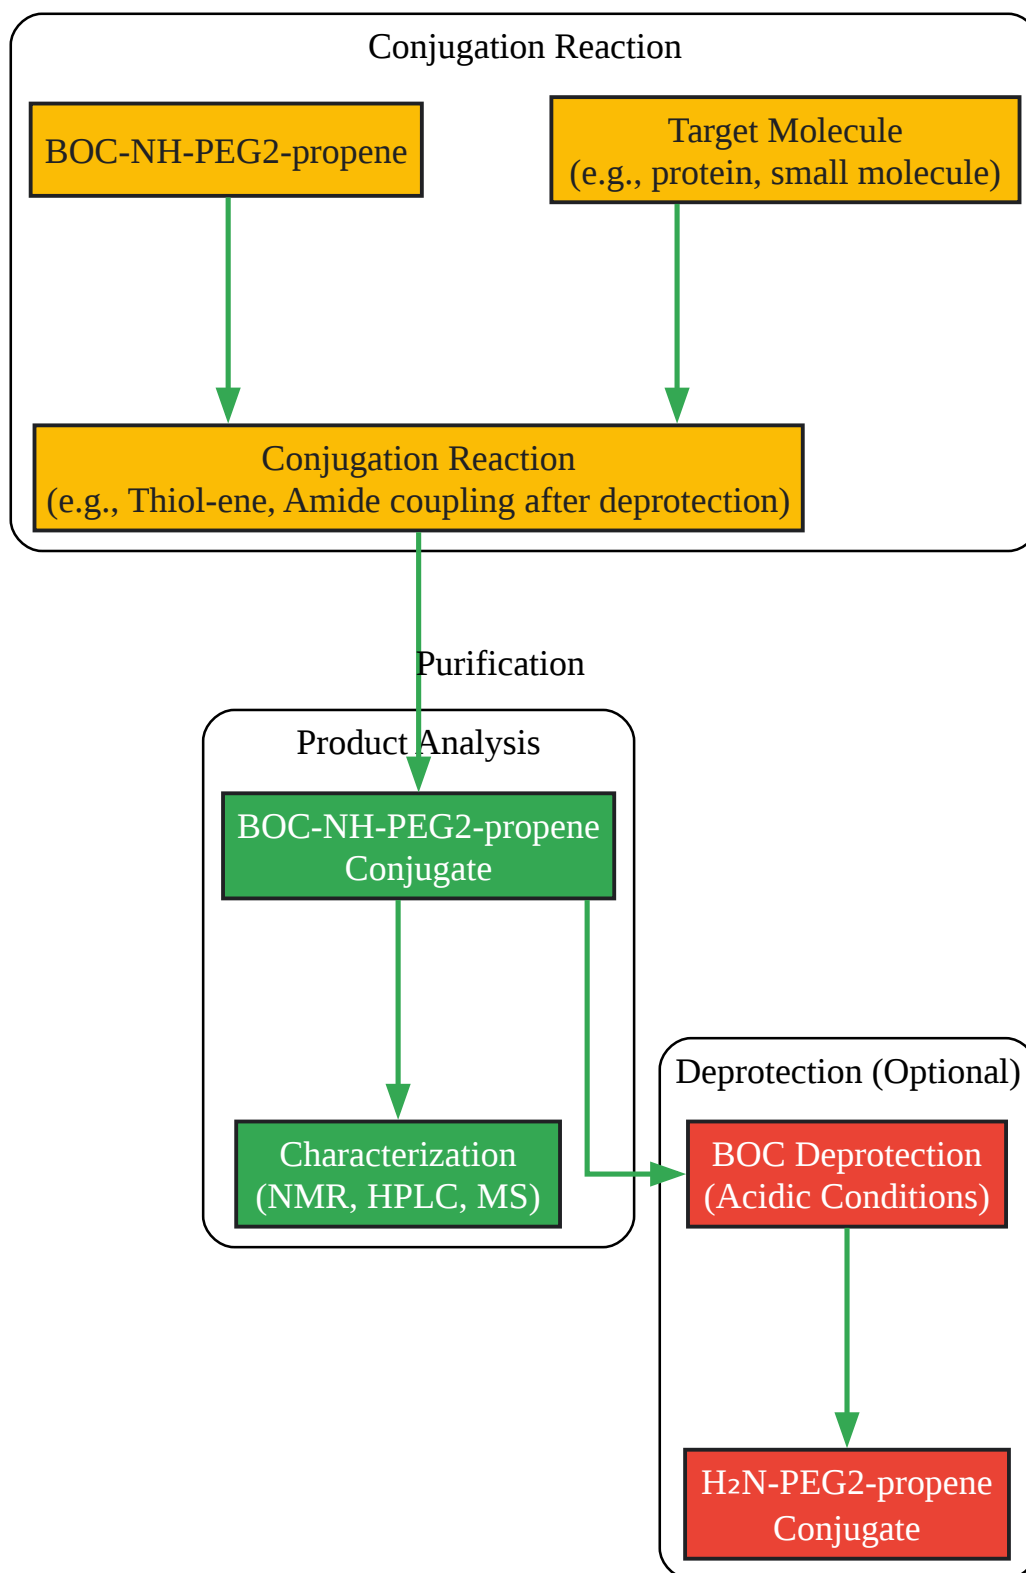 Conjugation Reaction
BOC-NH-PEG2-propene
Target Molecule
(e.g., protein, small molecule)
Conjugation Reaction
(e.g., Thiol-ene, Amide coupling after deprotection)
Purification
Product Analysis
BOC-NH-PEG2-propene
Conjugate
Characterization
(NMR, HPLC, MS)
Deprotection (Optional)
BOC Deprotection
(Acidic Conditions)
H₂N-PEG2-propene
Conjugate